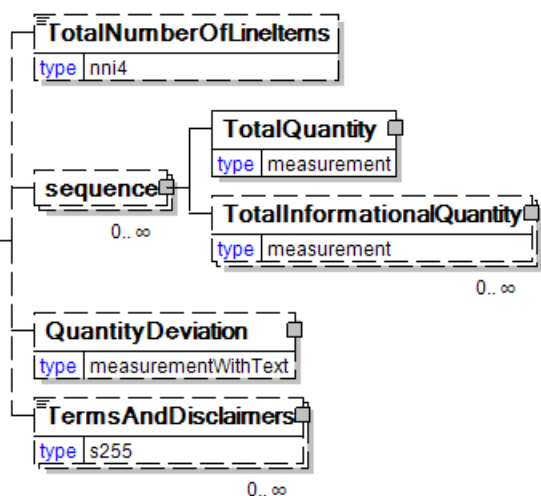 TotalNumberOfLineItems
type nni4
TotalQuantity
type measurement
sequence
0.. ∞
TotalInformationalQuantity
type measurement
0.. ∞
QuantityDeviation
type measurementWithText
TermsAndDisclaimers
type s255
0.. ∞